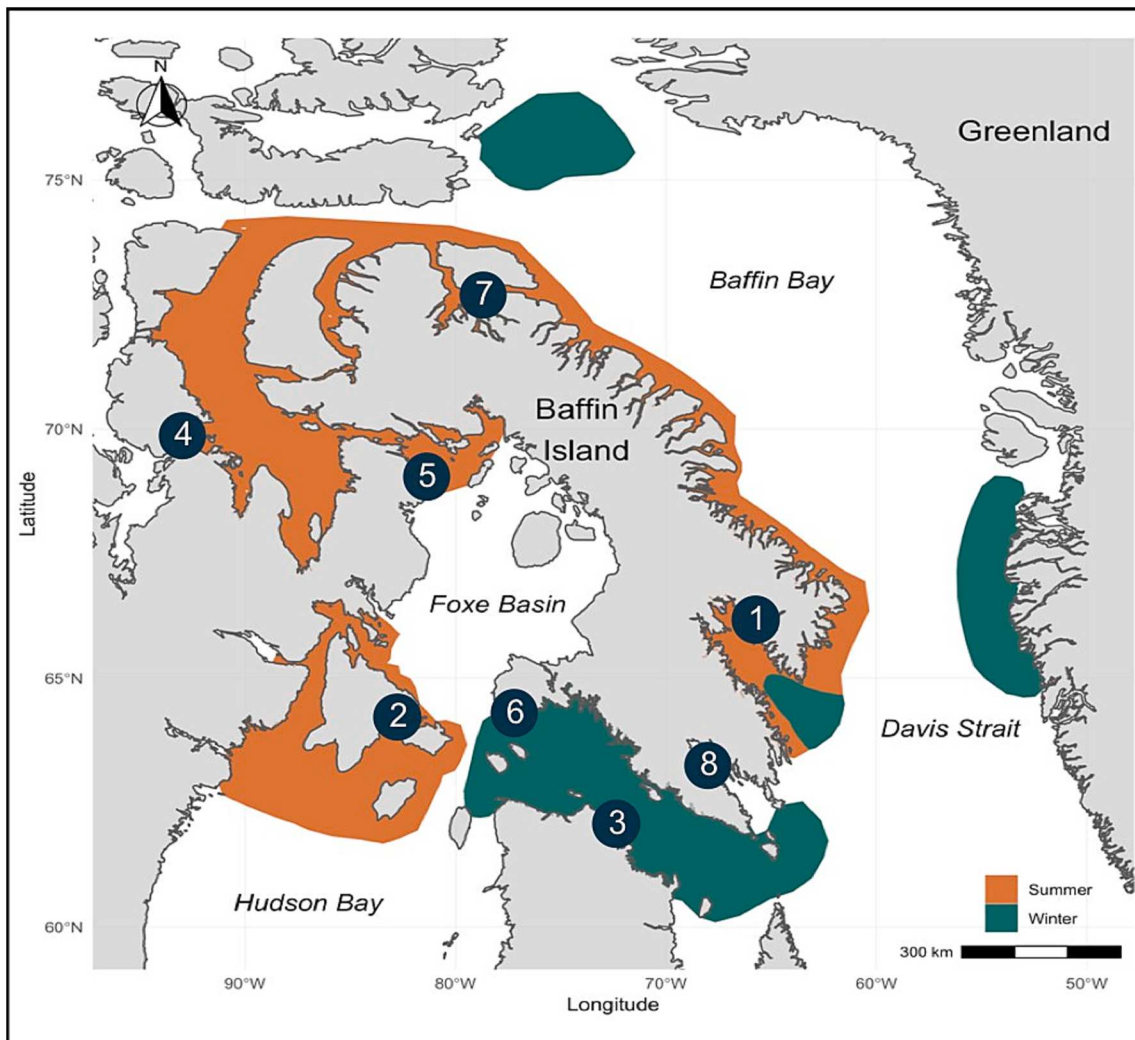 N
Greenland
75°N
Baffin Bay
7
Baffin
Island
70°N
4
5
Latitude
Foxe Basin
1
65°N
2
6
Davis Strait
8
3
Hudson Bay
Summer
Winter
60°N
300 km
90°W
80°W
70°W
60°W
50°W
Longitude